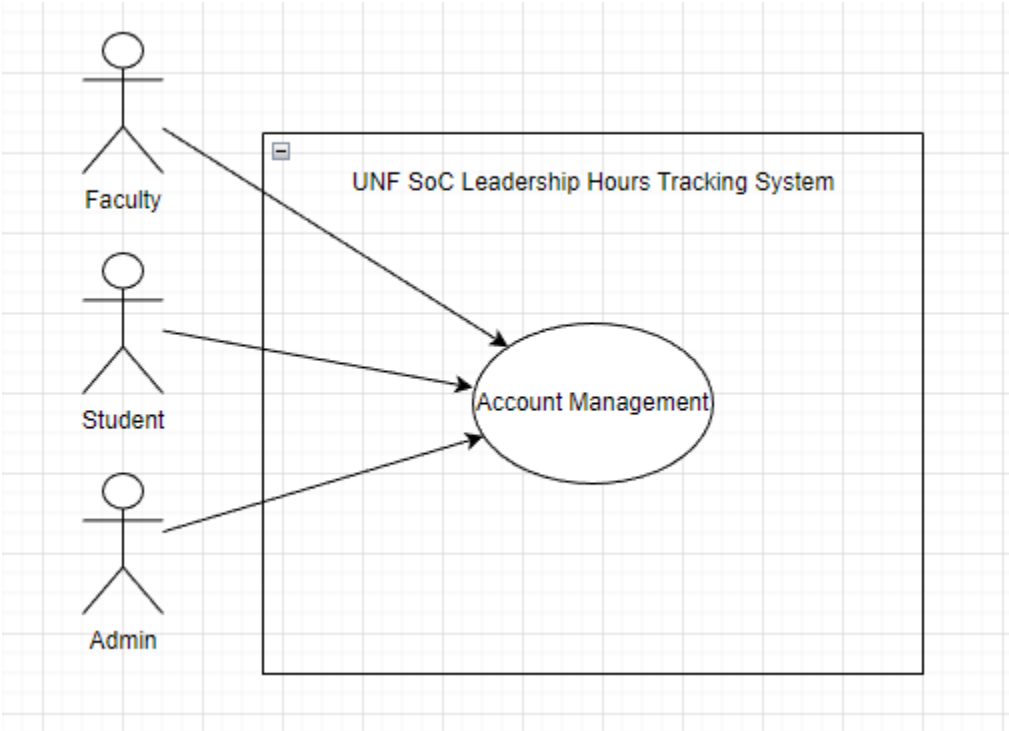 Faculty
UNF SoC Leadership Hours Tracking System
Student
Account Management
Admin